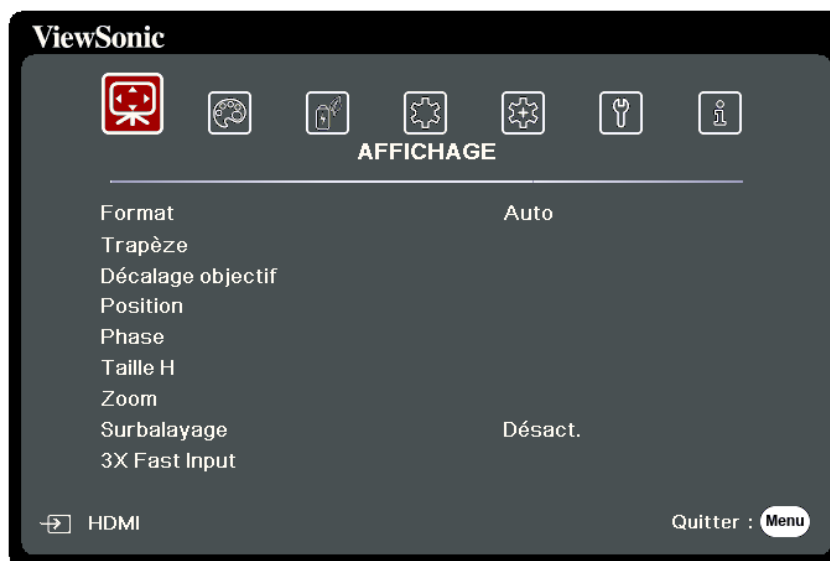 ViewSonic
AFFICHAGE
Format Auto
Trapèze
Décalage objectif
Position
Phase
Taille H
Zoom
Surbalayage Désact.
3X Fast Input
HDMI Quitter : Menu